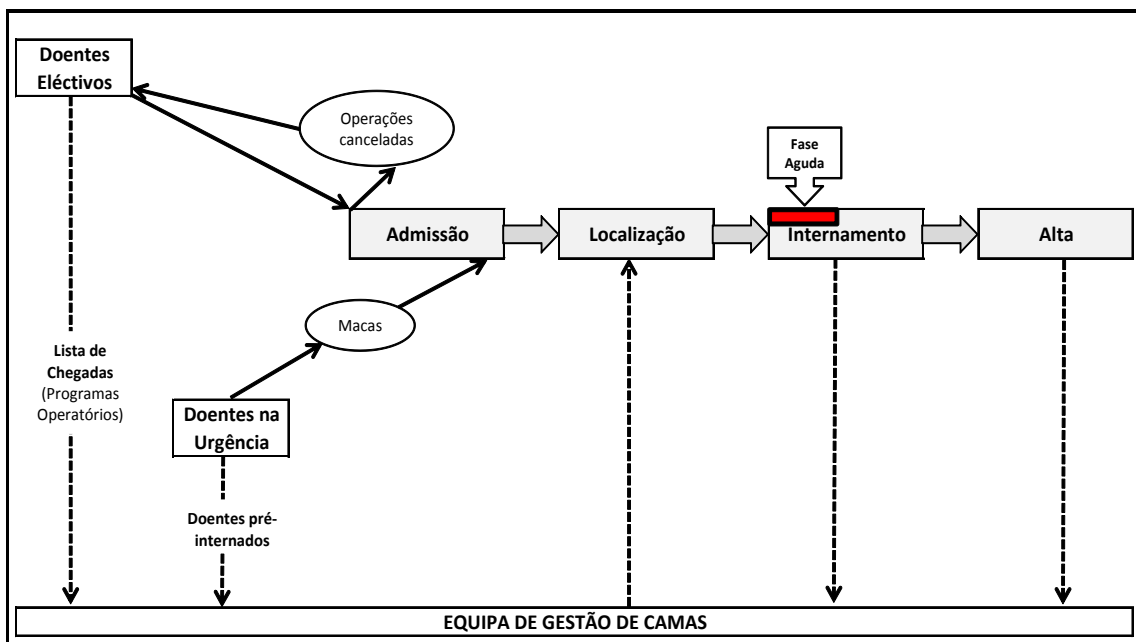 Doentes
Eléctivos
Operações
canceladas
Fase
Aguda
Admissão
Localização
Internamento
Alta
Macas
Lista de
Chegadas
(Programas
Operatórios)
Doentes na
Urgência
Doentes pré-
internados
EQUIPA DE GESTÃO DE CAMAS